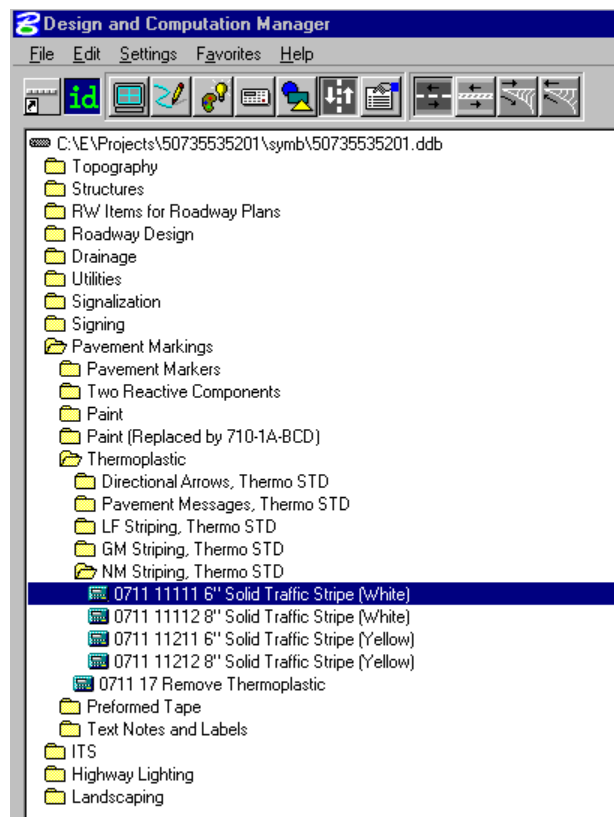 Design and Computation Manager
File Edit Settings Favorites Help
id
C:\E\Projects\50735535201\symb\50735535201.ddb
Topography
Structures
RW Items for Roadway Plans
Roadway Design
Drainage
Utilities
Signalization
Signing
Pavement Markings
Pavement Markers
Two Reactive Components
Paint
Paint (Replaced by 710-1A-BCD)
Thermoplastic
Directional Arrows, Thermo STD
Pavement Messages, Thermo STD
LF Striping, Thermo STD
GM Striping, Thermo STD
NM Striping, Thermo STD
0711 11111 6" Solid Traffic Stripe (White)
0711 11112 8" Solid Traffic Stripe (White)
0711 11211 6" Solid Traffic Stripe (Yellow)
0711 11212 8" Solid Traffic Stripe (Yellow)
0711 17 Remove Thermoplastic
Preformed Tape
Text Notes and Labels
ITS
Highway Lighting
Landscaping